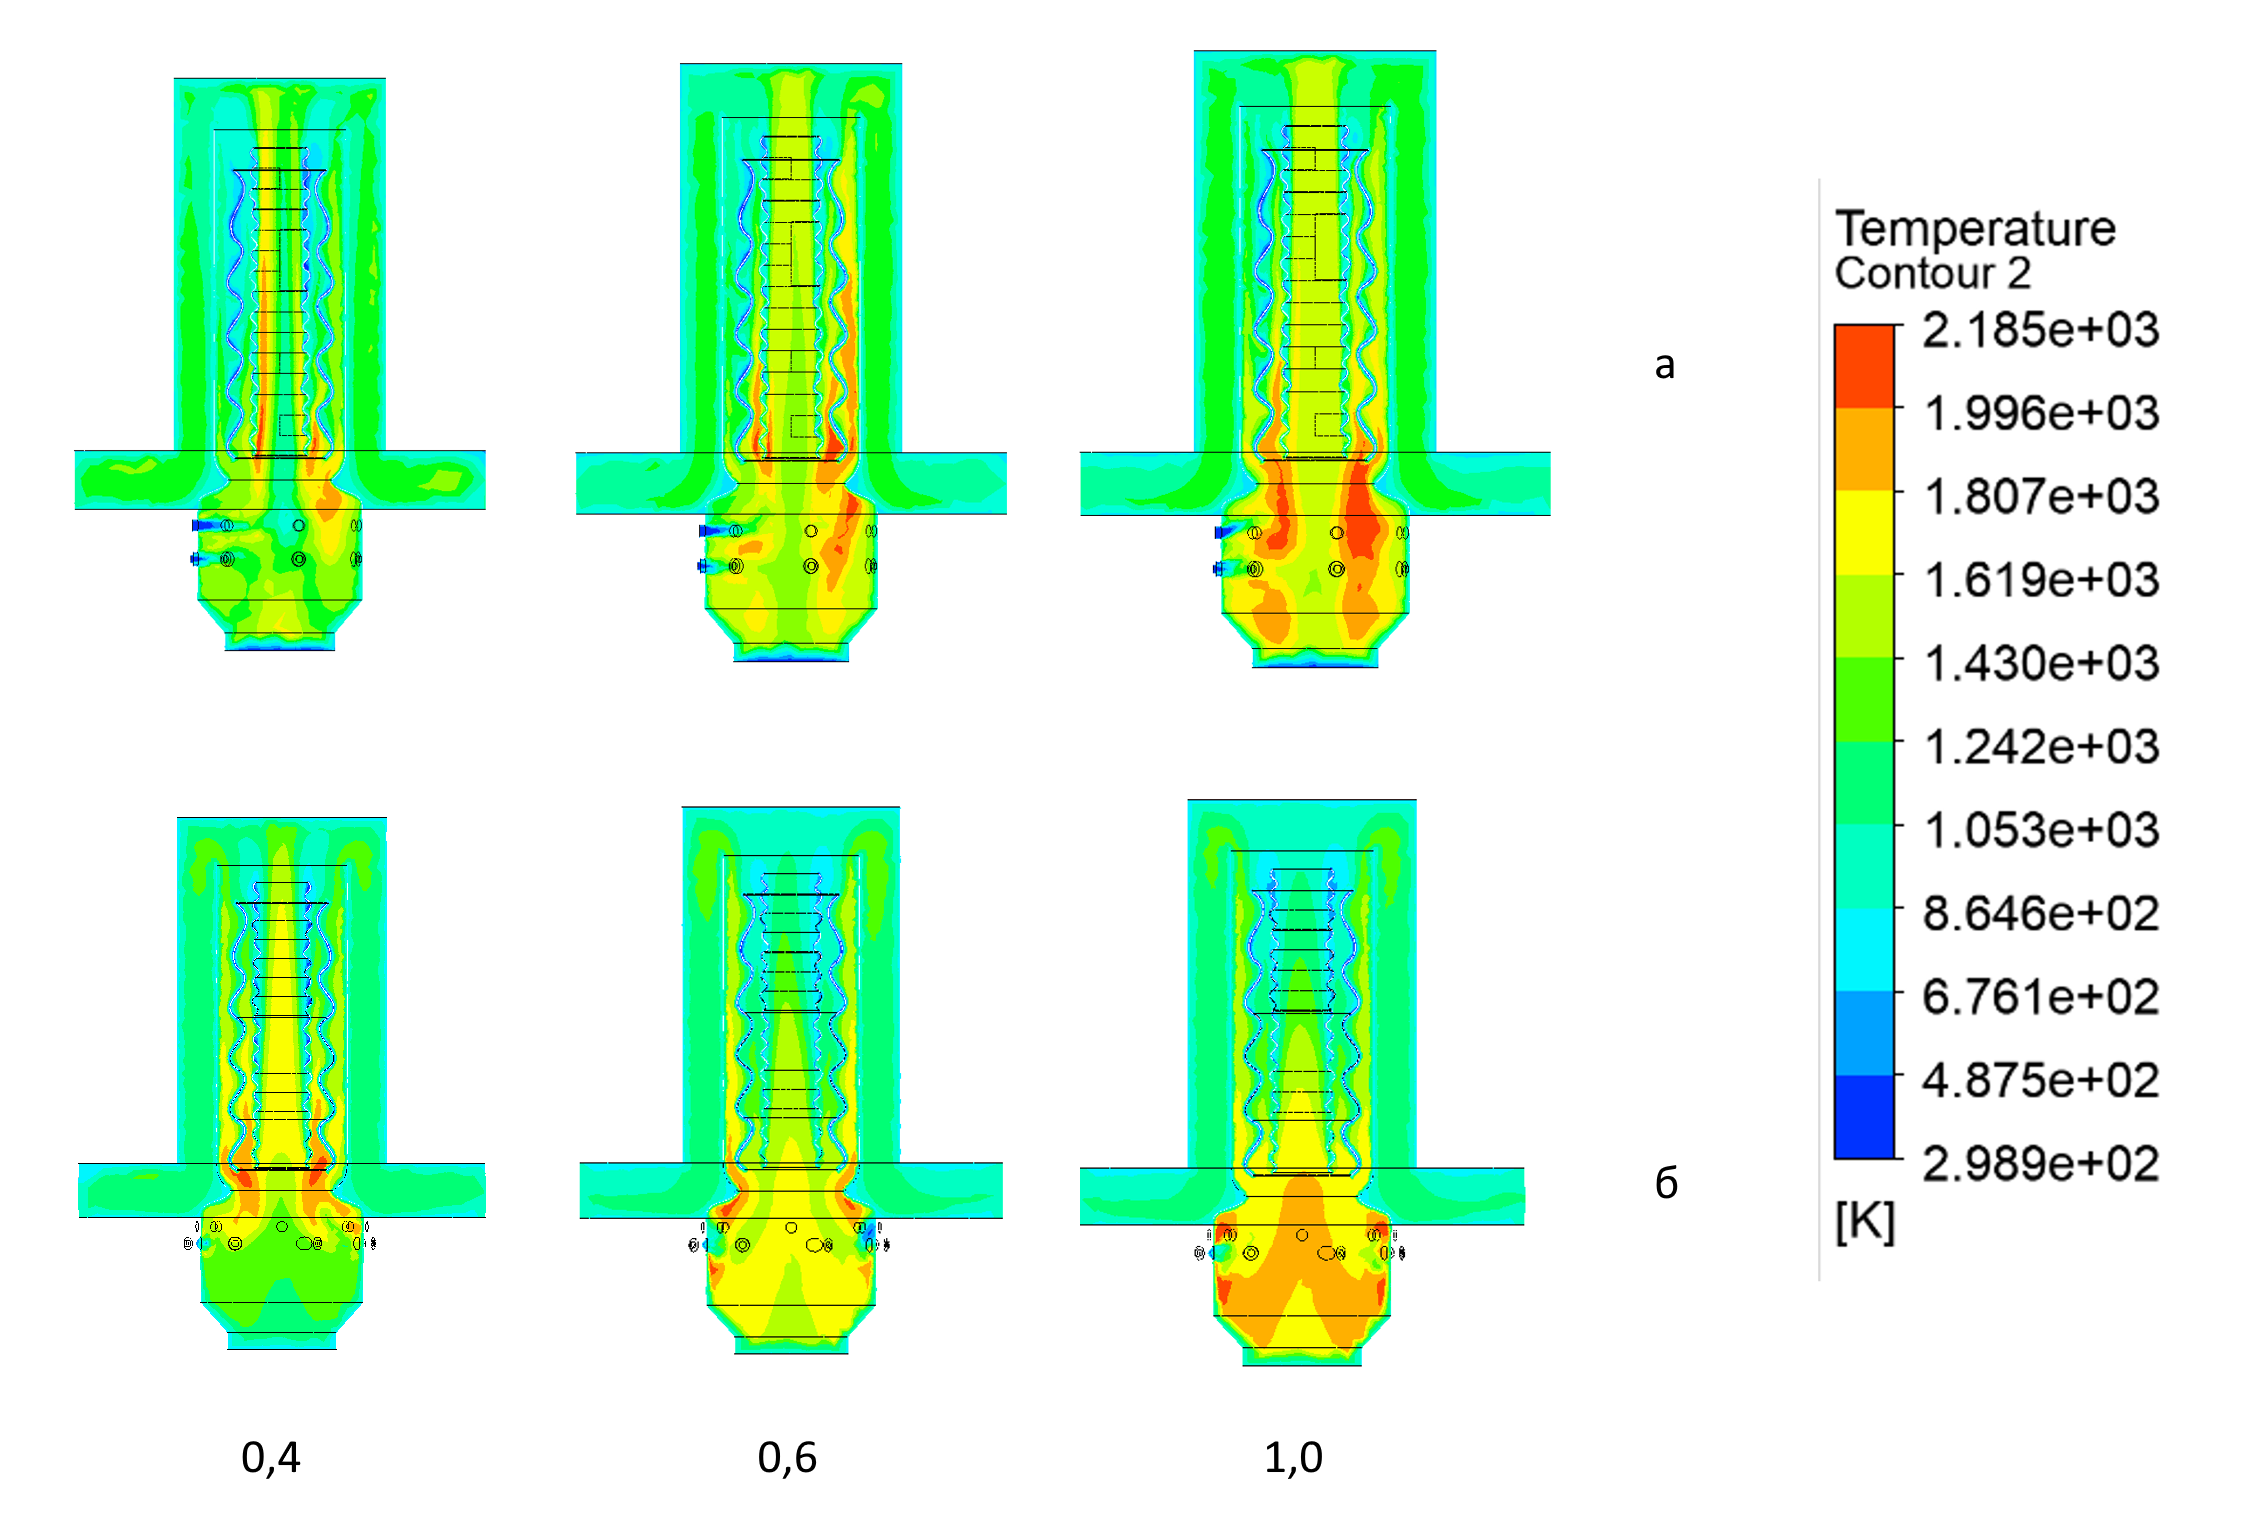 Temperature
Contour 2
2.185e+03
1.996e+03
1.807e+03
1.619e+03
1.430e+03
1.242e+03
1.053e+03
8.646e+02
6.761e+02
4.875e+02
2.989e+02
[K]
а
б
0,4 0,6 1,0